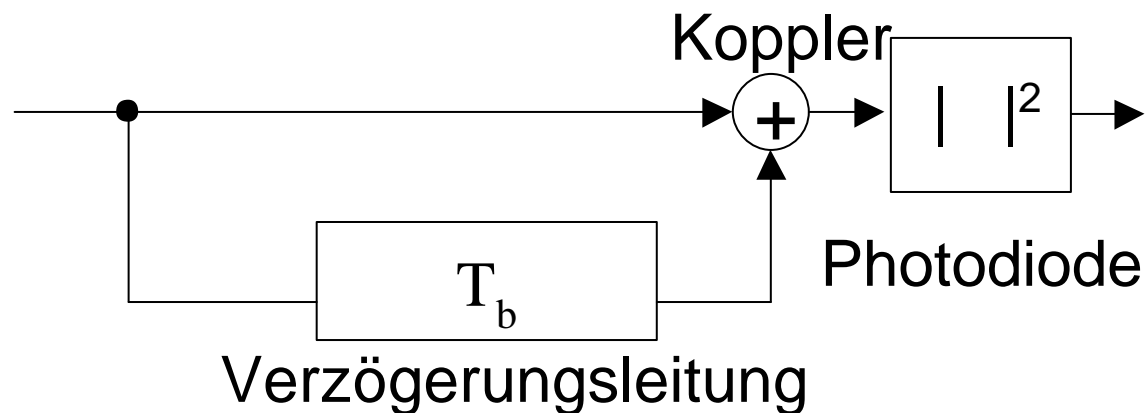 Koppler
+
| |²
T_b
Photodiode
Verzögerungsleitung